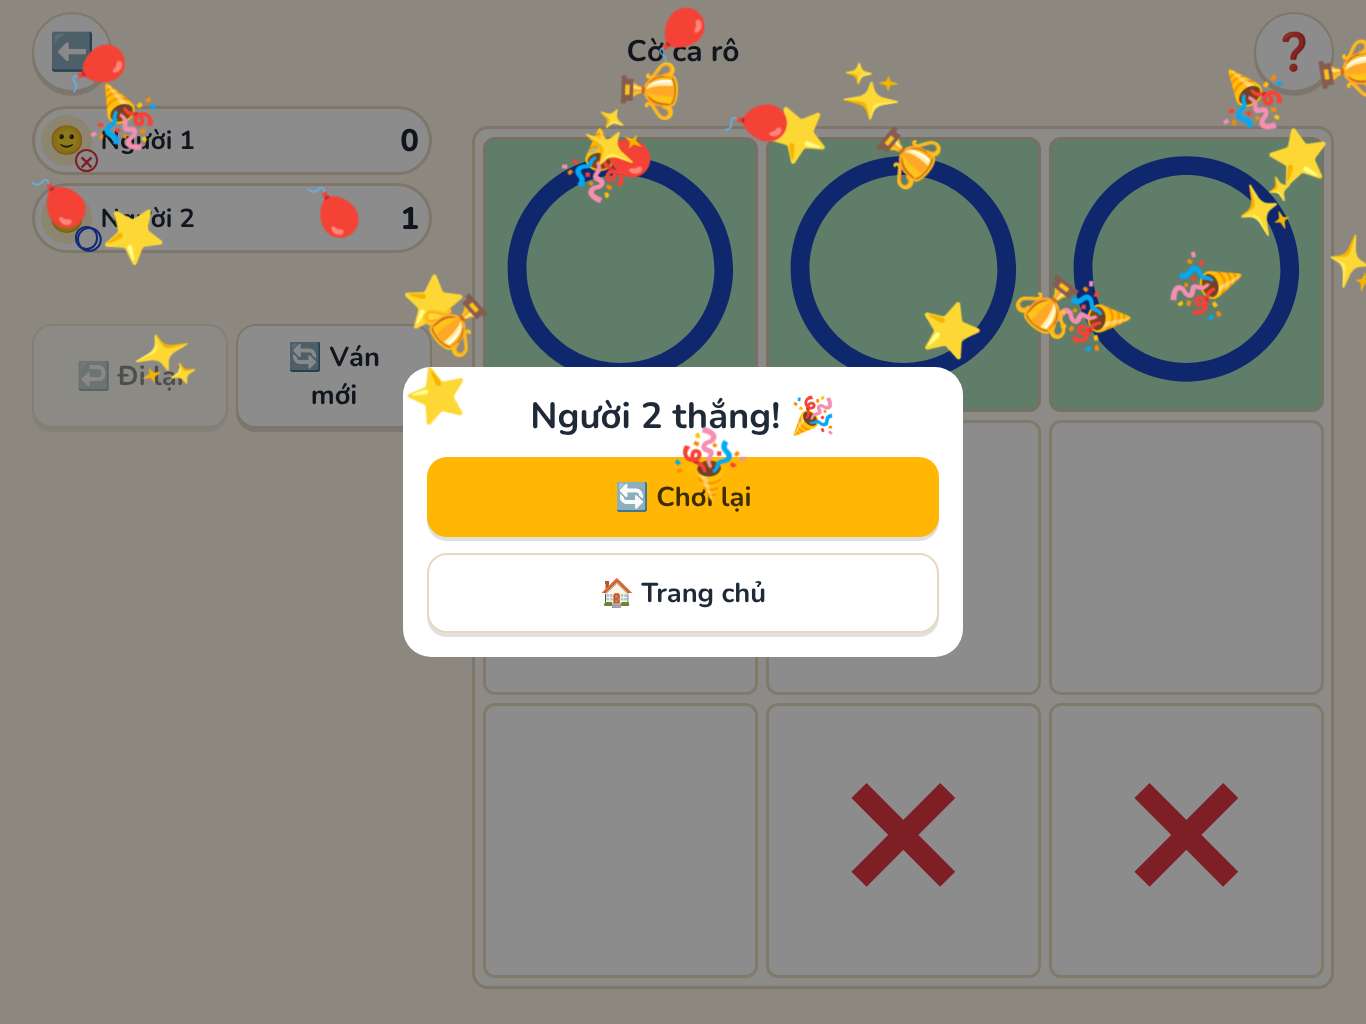 Cờ ca rô
Người 1
0
Người 2
1
Đi lại
Ván
mới
Người 2 thắng!
Chơi lại
Trang chủ